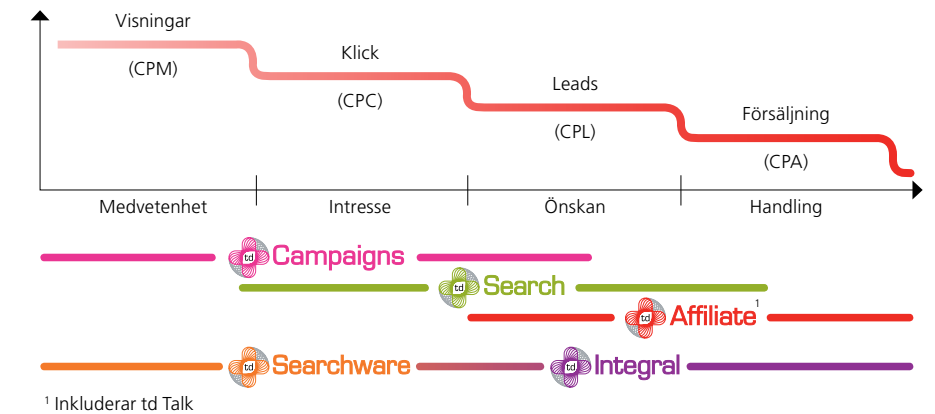 Visningar
(CPM)
Klick
(CPC)
Leads
(CPL)
Försäljning
(CPA)
Medvetenhet
Intresse
Önskan
Handling
td Campaigns
td Search
td Affiliate¹
td Searchware
td Integral
¹ Inkluderar td Talk